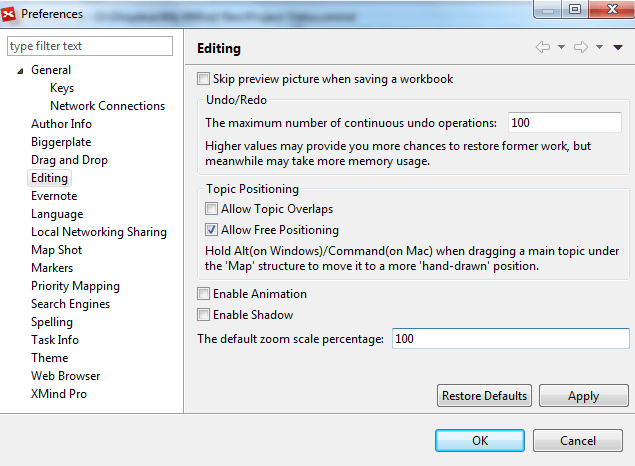 Preferences
type filter text
General
Keys
Network Connections
Author Info
Biggerplate
Drag and Drop
Editing
Evernote
Language
Local Networking Sharing
Map Shot
Markers
Priority Mapping
Search Engines
Spelling
Task Info
Theme
Web Browser
XMind Pro
Editing
Skip preview picture when saving a workbook
Undo/Redo
The maximum number of continuous undo operations: 100
Higher values may provide you more chances to restore former work, but
meanwhile may take more memory usage.
Topic Positioning
Allow Topic Overlaps
Allow Free Positioning
Hold Alt(on Windows)/Command(on Mac) when dragging a main topic under
the 'Map' structure to move it to a more 'hand-drawn' position.
Enable Animation
Enable Shadow
The default zoom scale percentage: 100
Restore Defaults
Apply
OK
Cancel